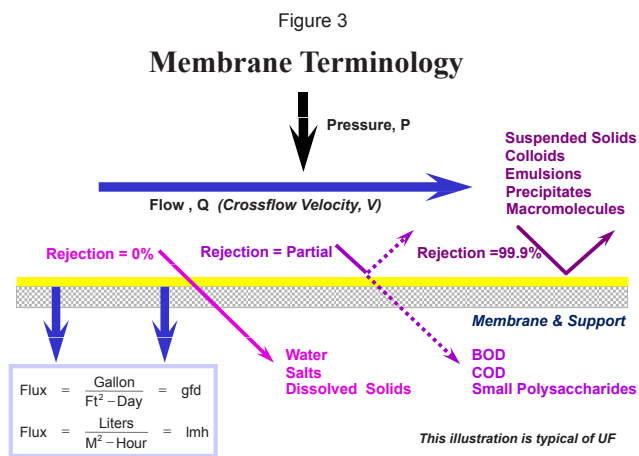 Figure 3
Membrane Terminology
Pressure, P
Suspended Solids
Colloids
Emulsions
Precipitates
Macromolecules
Flow , Q (Crossflow Velocity, V)
Rejection = 0%
Rejection = Partial
Rejection =99.9%
Membrane & Support
Water
Salts
Dissolved Solids
BOD
COD
Small Polysaccharides
Flux = Gallon / Ft² – Day = gfd
Flux = Liters / M² – Hour = lmh
This illustration is typical of UF